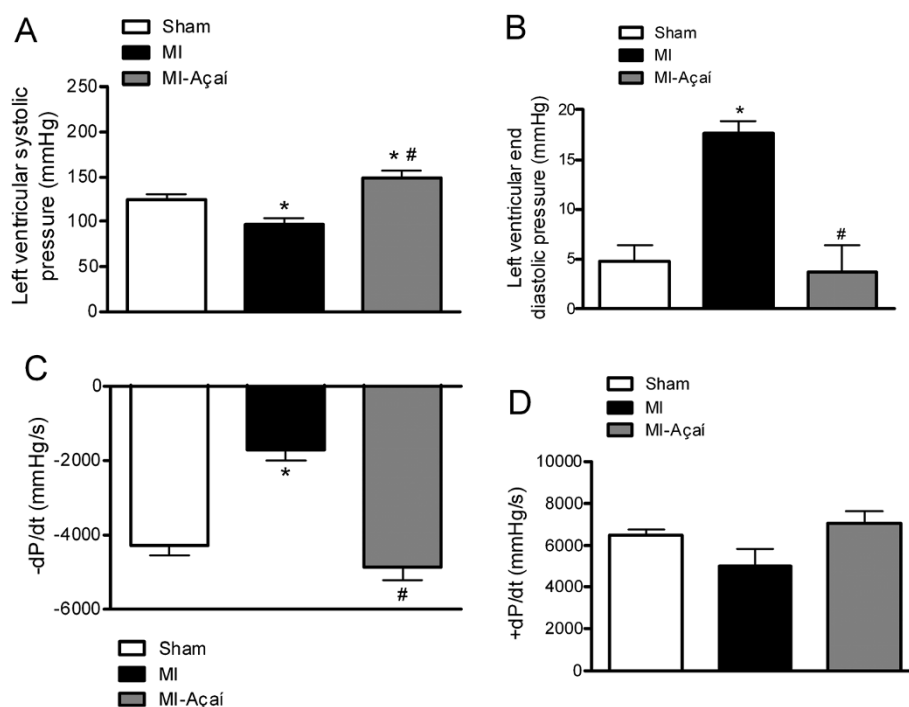 A
Sham
MI
MI-Açaí
Left ventricular systolic
pressure (mmHg)
250
200
150
100
50
0
*
* #
B
Sham
MI
MI-Açaí
Left ventricular end
diastolic pressure (mmHg)
20
15
10
5
0
*
#
C
-dP/dt (mmHg/s)
0
-2000
-4000
-6000
*
#
Sham
MI
MI-Açaí
D
Sham
MI
MI-Açaí
+dP/dt (mmHg/s)
10000
8000
6000
4000
2000
0